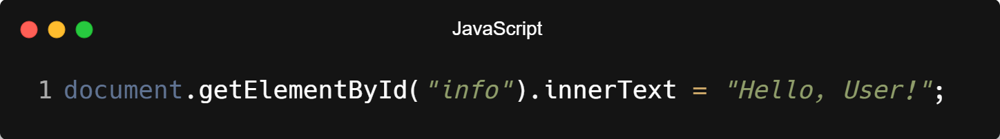 JavaScript
1 document.getElementById("info").innerText = "Hello, User!";